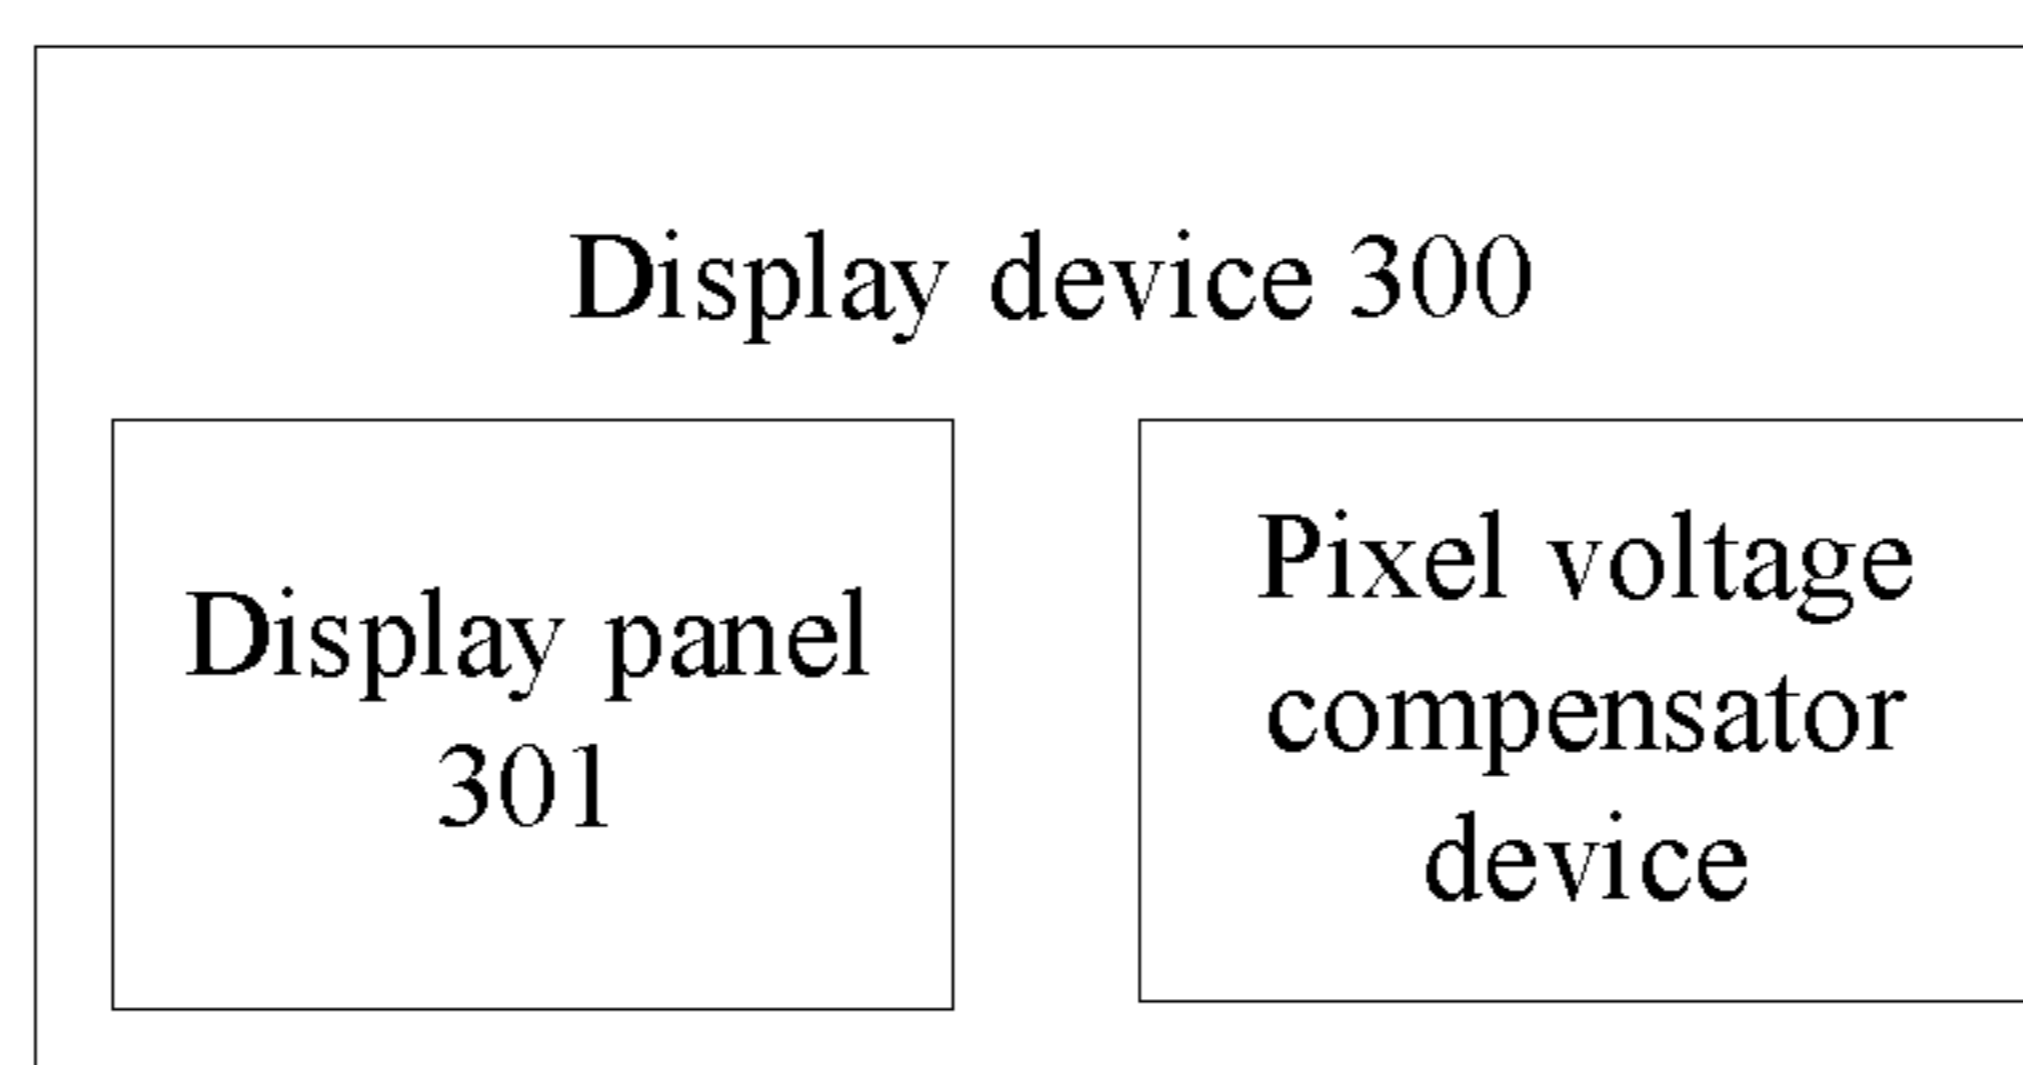 Display device 300
Display panel
301
Pixel voltage
compensator
device